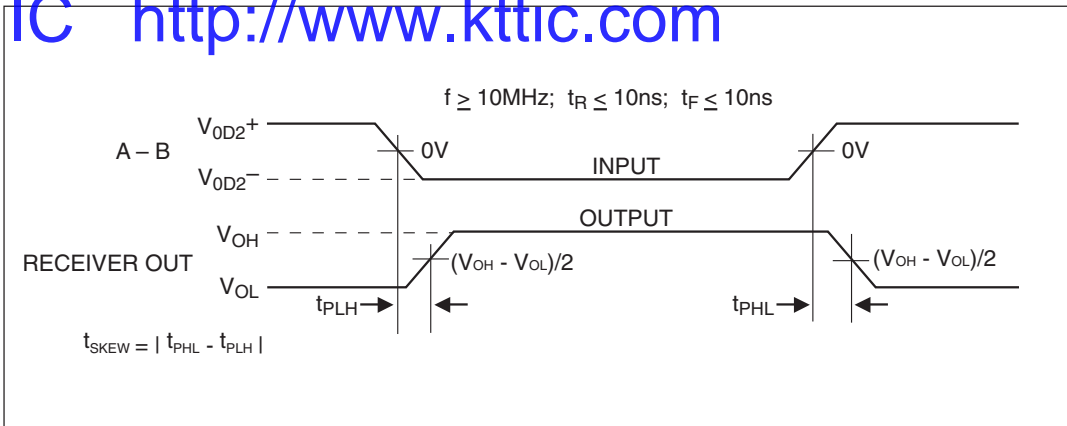 IC http://www.kttic.com
f ≥ 10MHz; tR ≤ 10ns; tF ≤ 10ns
V0D2+
A – B
0V
0V
V0D2–
INPUT
OUTPUT
VOH
RECEIVER OUT
(VOH - VOL)/2
(VOH - VOL)/2
VOL
tPLH
tPHL
tSKEW = | tPHL - tPLH |